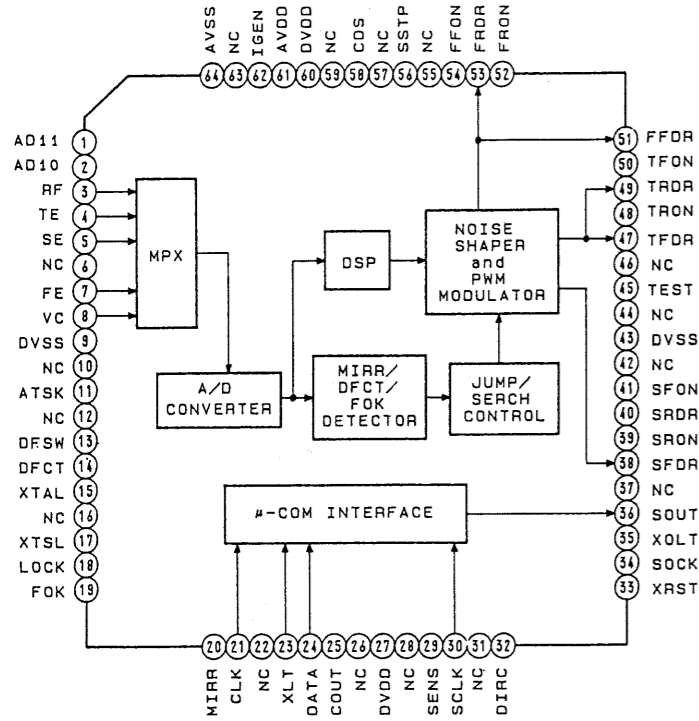 AVSS
NC
IGEN
AVDD
DVDD
NC
COS
NC
SSTP
NC
FFON
FRDR
FRON
64
63
62
61
60
59
58
57
56
55
54
53
52
AD11
1
AD10
2
RF
3
TE
4
SE
5
NC
6
FE
7
VC
8
DVSS
9
NC
10
ATSK
11
NC
12
DFSW
13
DFCT
14
XTAL
15
NC
16
XTSL
17
LOCK
18
FOK
19
MPX
A/D
CONVERTER
DSP
MIRR/
DFCT/
FOK
DETECTOR
NOISE
SHAPER
and
PWM
MODULATOR
JUMP/
SERCH
CONTROL
μ-COM INTERFACE
51
FFDR
50
TFON
49
TRDR
48
TRON
47
TFDR
46
NC
45
TEST
44
NC
43
DVSS
42
NC
41
SFON
40
SRDR
39
SRON
38
SFDR
37
NC
36
SOUT
35
XOLT
34
SOCK
33
XRST
20
21
22
23
24
25
26
27
28
29
30
31
32
MIRR
CLK
NC
XLT
DATA
COUT
NC
DVDD
NC
SENS
SCLK
NC
DIRC